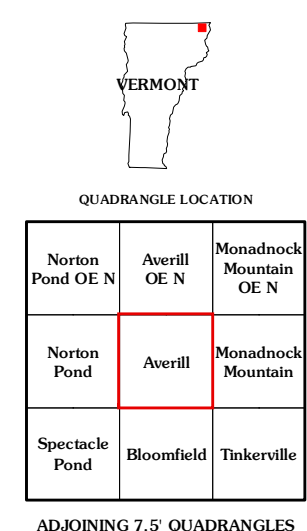 VERMONT
QUADRANGLE LOCATION
Norton
Pond OE N
Averill
OE N
Monadnock
Mountain
OE N
Norton
Pond
Averill
Monadnock
Mountain
Spectacle
Pond
Bloomfield
Tinkerville
ADJOINING 7.5' QUADRANGLES